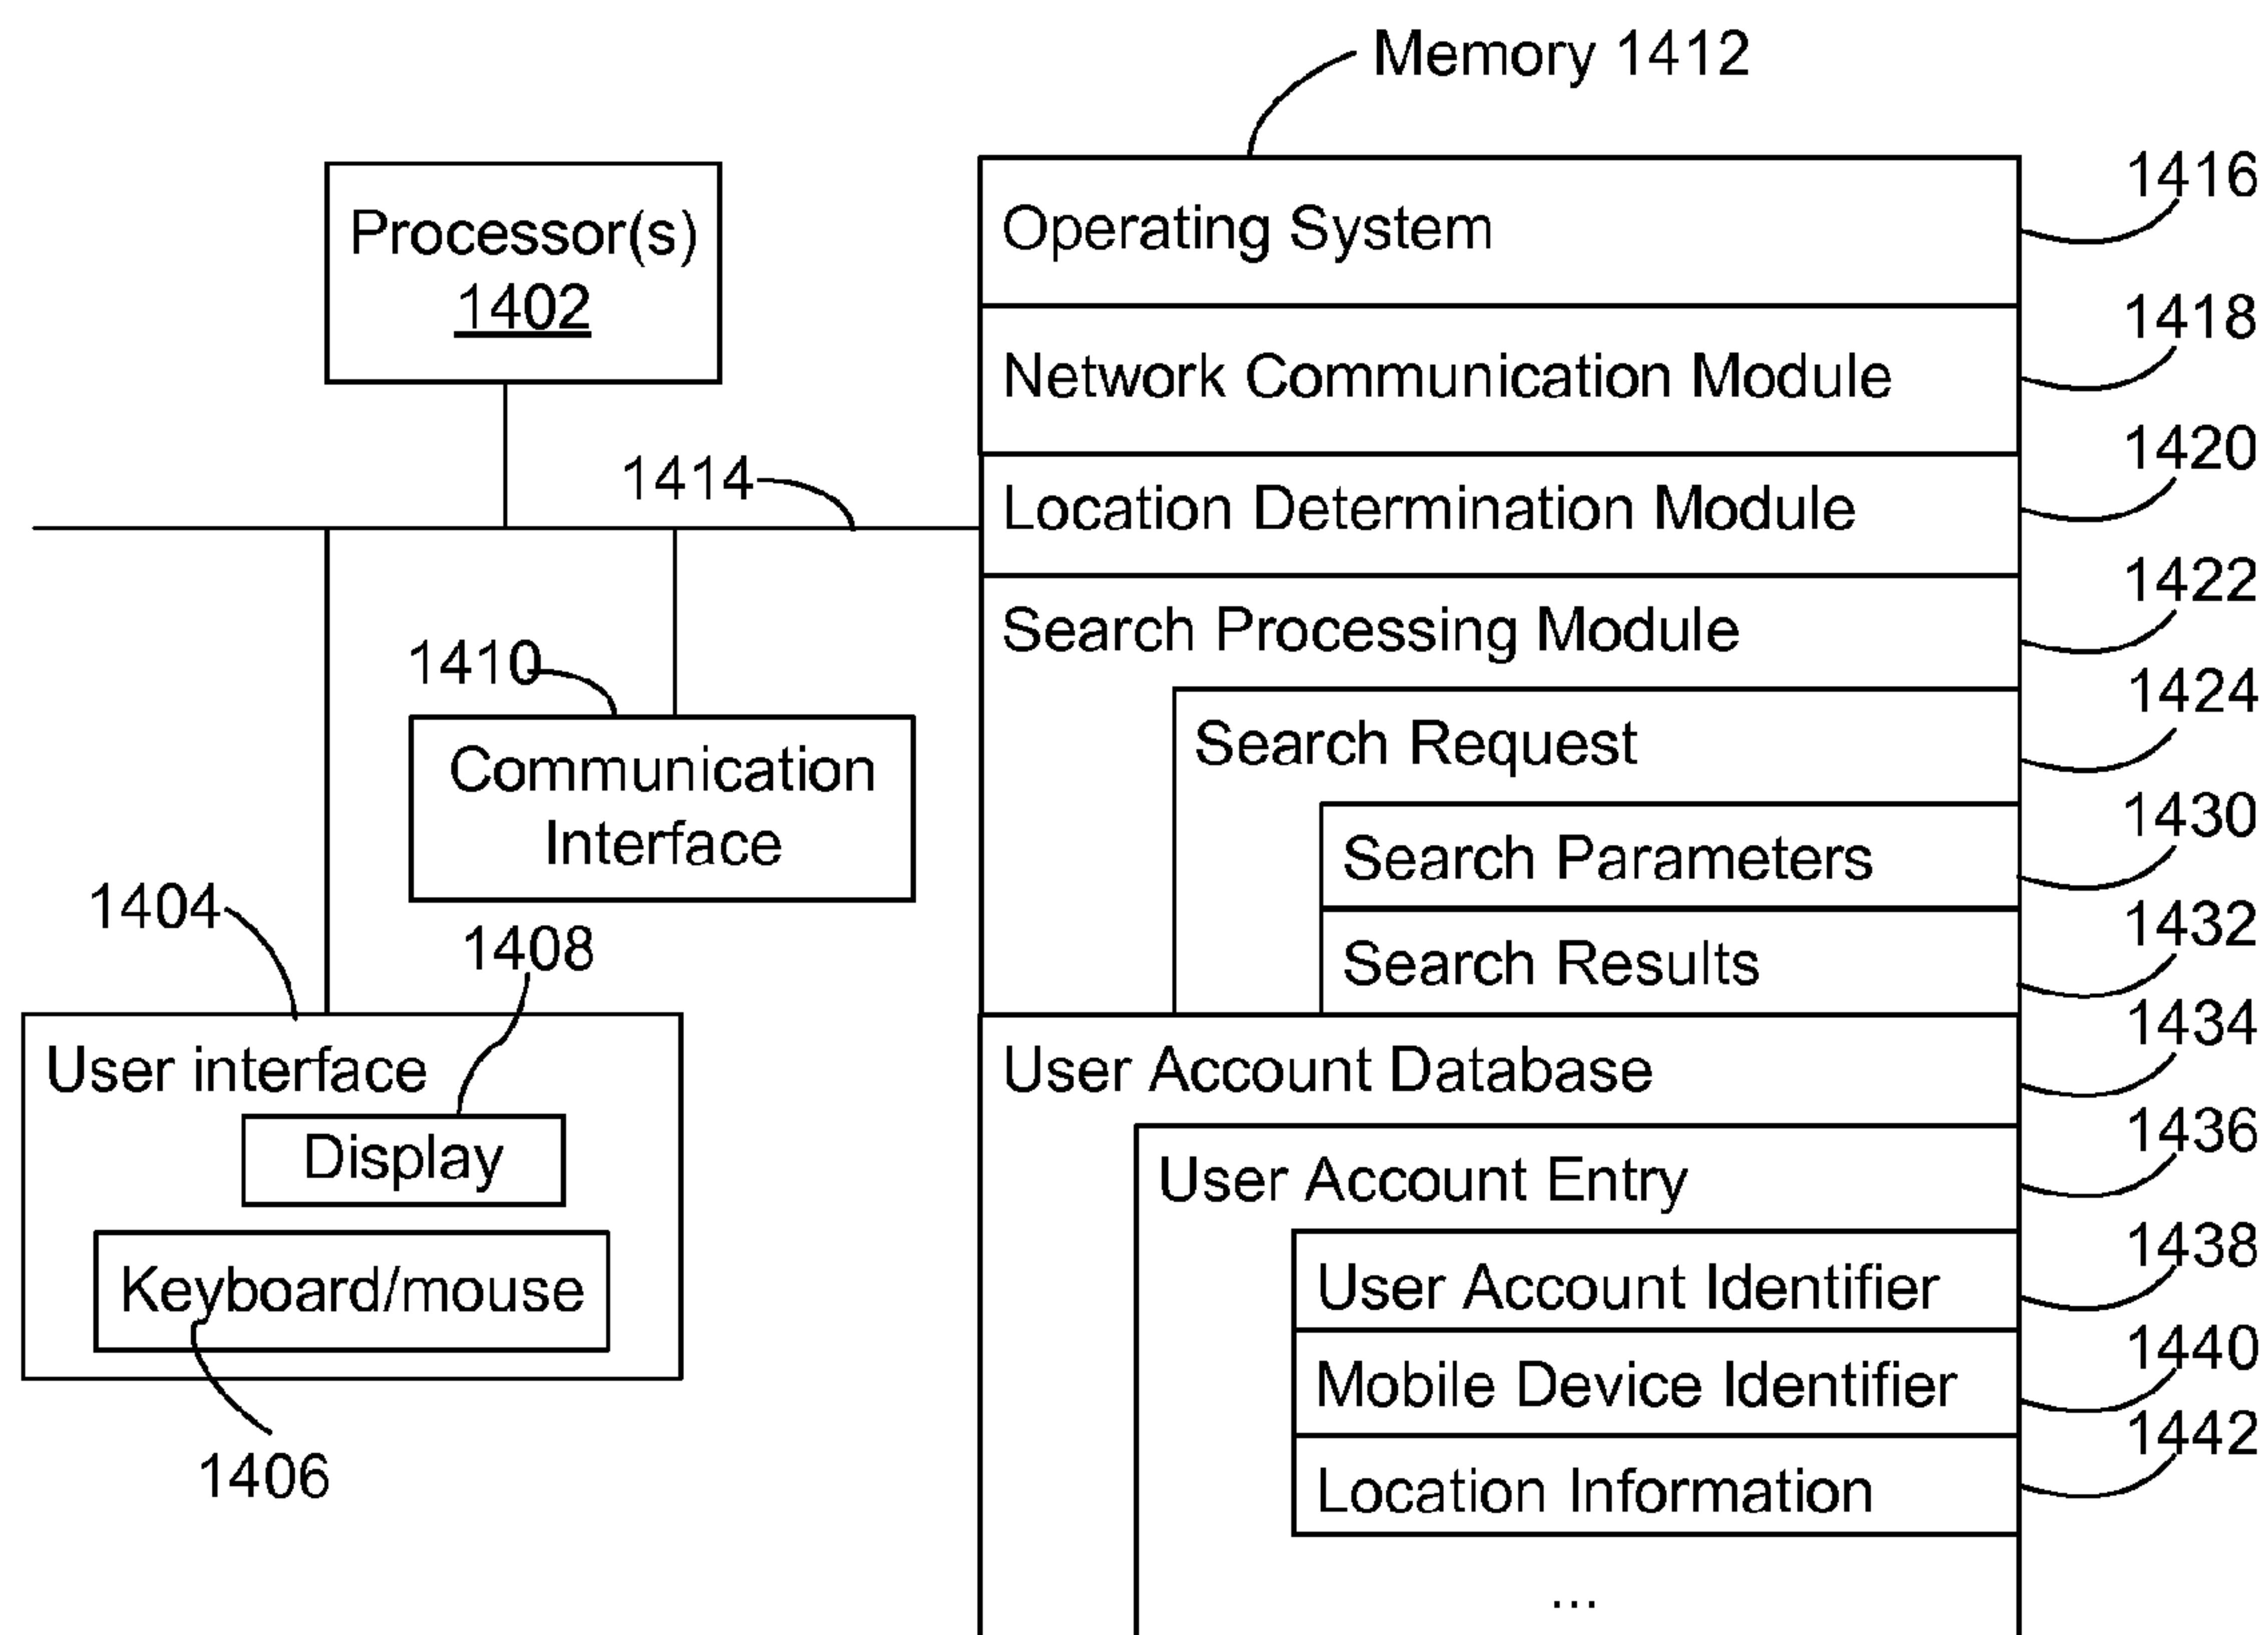 Memory 1412
Processor(s)
1402
1414
1410
Communication
Interface
1404
1408
User interface
Display
Keyboard/mouse
1406
Operating System
1416
Network Communication Module
1418
Location Determination Module
1420
Search Processing Module
1422
Search Request
1424
Search Parameters
1430
Search Results
1432
User Account Database
1434
User Account Entry
1436
User Account Identifier
1438
Mobile Device Identifier
1440
Location Information
1442
...